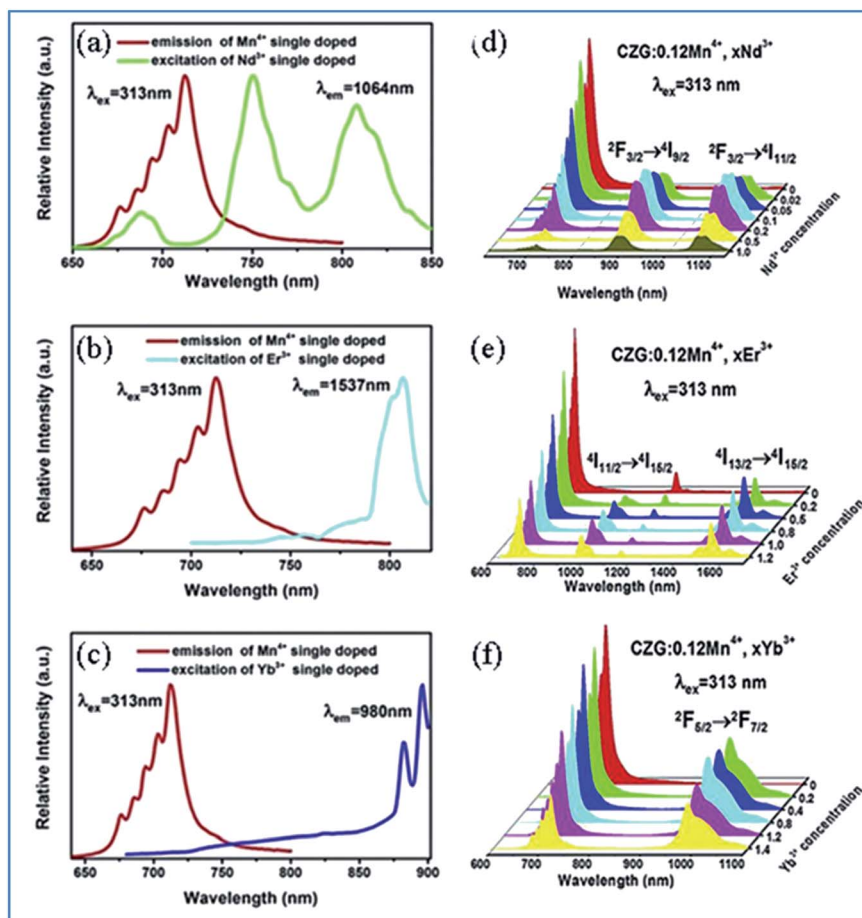 (a)
emission of Mn⁴⁺ single doped
excitation of Nd³⁺ single doped
λex=313nm
λem=1064nm
Relative Intensity (a.u.)
650 700 750 800 850
Wavelength (nm)
(d)
CZG:0.12Mn⁴⁺, xNd³⁺
λex=313 nm
²F3/2→⁴I9/2 ²F3/2→⁴I11/2
0
0.02
0.05
0.1
0.2
0.5
1.0
Nd³⁺ concentration
700 800 900 1000 1100
Wavelength (nm)
(b)
emission of Mn⁴⁺ single doped
excitation of Er³⁺ single doped
λex=313nm
λem=1537nm
Relative Intensity (a.u.)
650 700 750 800
Wavelength (nm)
(e)
CZG:0.12Mn⁴⁺, xEr³⁺
λex=313 nm
⁴I11/2→⁴I15/2
⁴I13/2→⁴I15/2
0
0.2
0.5
0.8
1.0
1.2
Er³⁺ concentration
600 800 1000 1200 1400 1600
Wavelength (nm)
(c)
emission of Mn⁴⁺ single doped
excitation of Yb³⁺ single doped
λex=313nm
λem=980nm
Relative Intensity (a.u.)
650 700 750 800 850 900
Wavelength (nm)
(f)
CZG:0.12Mn⁴⁺, xYb³⁺
λex=313 nm
²F5/2→²F7/2
0
0.2
0.4
0.8
1.2
1.4
Yb³⁺ concentration
600 700 800 900 1000 1100
Wavelength (nm)